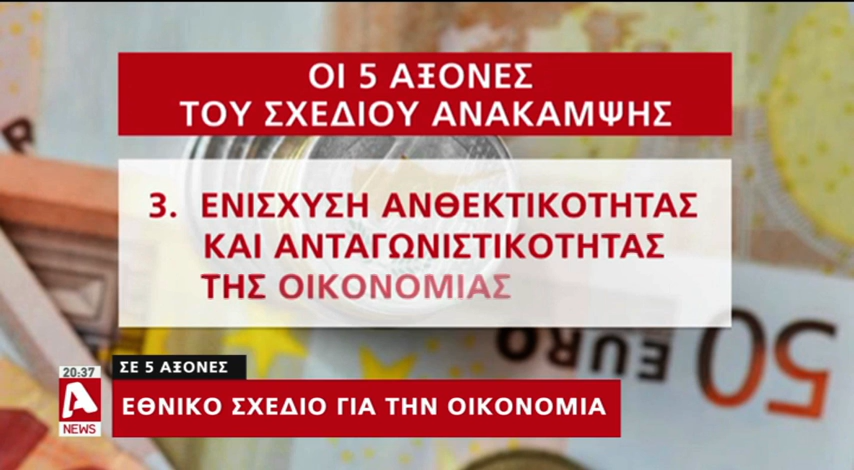 ΟΙ 5 ΑΞΟΝΕΣ
ΤΟΥ ΣΧΕΔΙΟΥ ΑΝΑΚΑΜΨΗΣ
3. ΕΝΙΣΧΥΣΗ ΑΝΘΕΚΤΙΚΟΤΗΤΑΣ
ΚΑΙ ΑΝΤΑΓΩΝΙΣΤΙΚΟΤΗΤΑΣ
ΤΗΣ ΟΙΚΟΝΟΜΙΑΣ
50
EURO
20:37
ΣΕ 5 ΑΞΟΝΕΣ
A
NEWS
ΕΘΝΙΚΟ ΣΧΕΔΙΟ ΓΙΑ ΤΗΝ ΟΙΚΟΝΟΜΙΑ